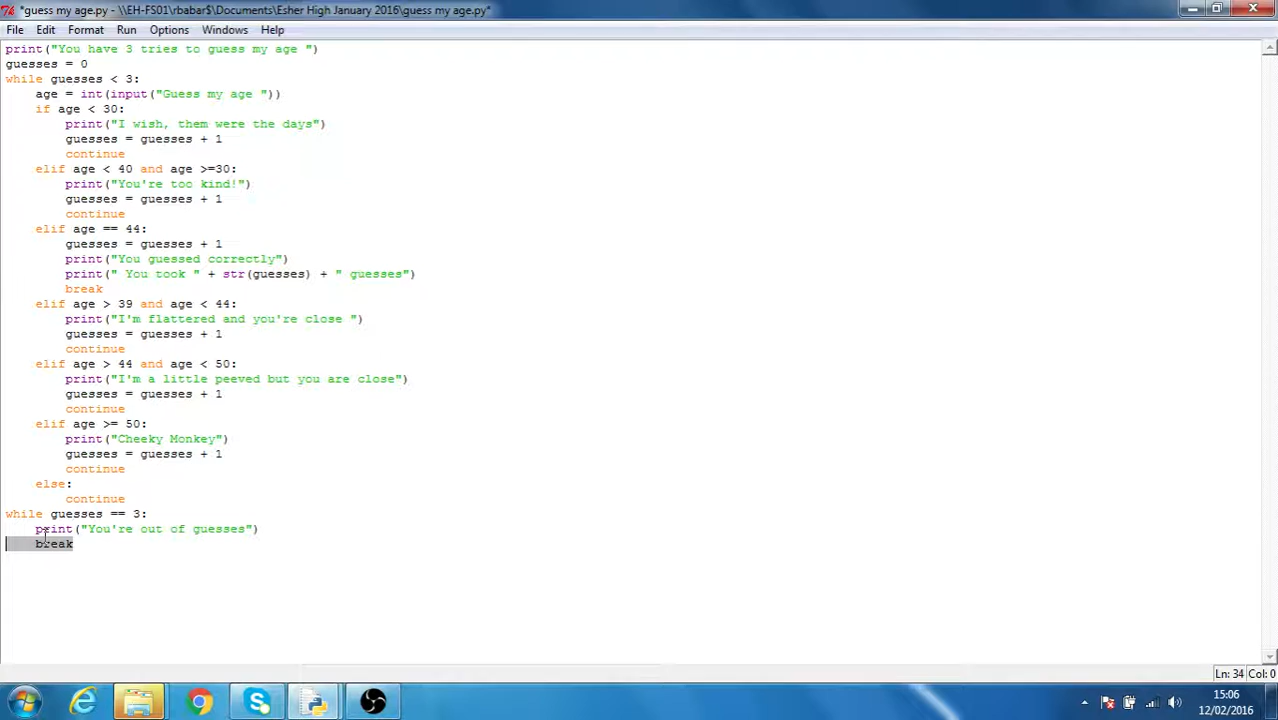 *guess my age.py - \\EH-FS01\rbabar$\Documents\Esher High January 2016\guess my age.py*
File Edit Format Run Options Windows Help
print("You have 3 tries to guess my age ")
guesses = 0
while guesses < 3:
    age = int(input("Guess my age "))
    if age < 30:
        print("I wish, them were the days")
        guesses = guesses + 1
        continue
    elif age < 40 and age >=30:
        print("You're too kind!")
        guesses = guesses + 1
        continue
    elif age == 44:
        guesses = guesses + 1
        print("You guessed correctly")
        print(" You took " + str(guesses) + " guesses")
        break
    elif age > 39 and age < 44:
        print("I'm flattered and you're close ")
        guesses = guesses + 1
        continue
    elif age > 44 and age < 50:
        print("I'm a little peeved but you are close")
        guesses = guesses + 1
        continue
    elif age >= 50:
        print("Cheeky Monkey")
        guesses = guesses + 1
        continue
    else:
        continue
while guesses == 3:
    print("You're out of guesses")
    break
Ln: 34 Col: 0
15:06
12/02/2016